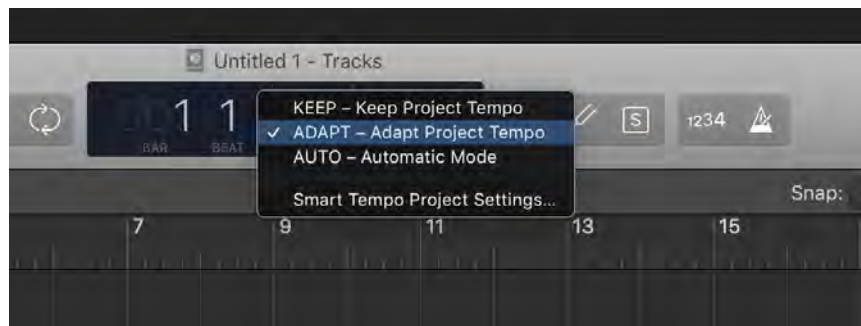 Untitled 1 - Tracks
1 1
BAR BEAT
KEEP – Keep Project Tempo
✓ ADAPT – Adapt Project Tempo
AUTO – Automatic Mode
Smart Tempo Project Settings...
S
1234
Snap:
7 9 11 13 15